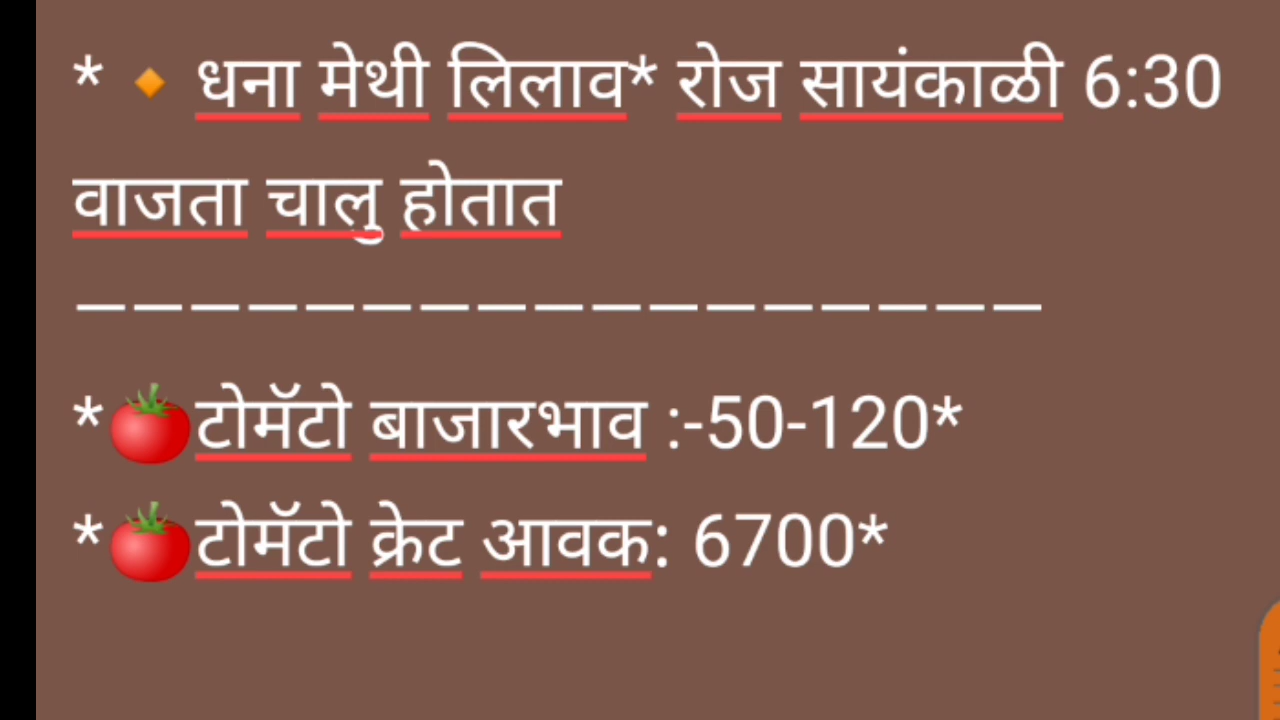 *🔸धना मेथी लिलाव* रोज सायंकाळी 6:30
वाजता चालु होतात
—————————————————
*🍅टोमॅटो बाजारभाव :-50-120*
*🍅टोमॅटो क्रेट आवक: 6700*